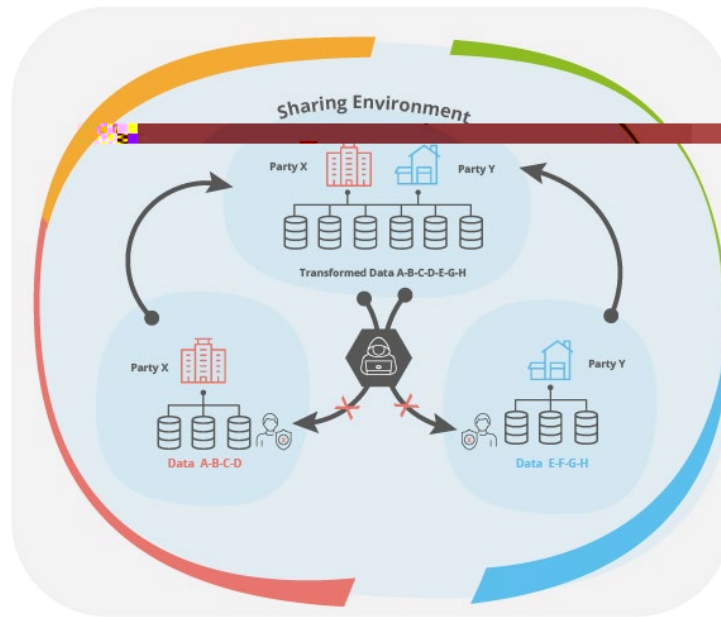 Sharing Environment
Party X
Party Y
Transformed Data A-B-C-D-E-G-H
Party X
Party Y
Data A-B-C-D
Data E-F-G-H